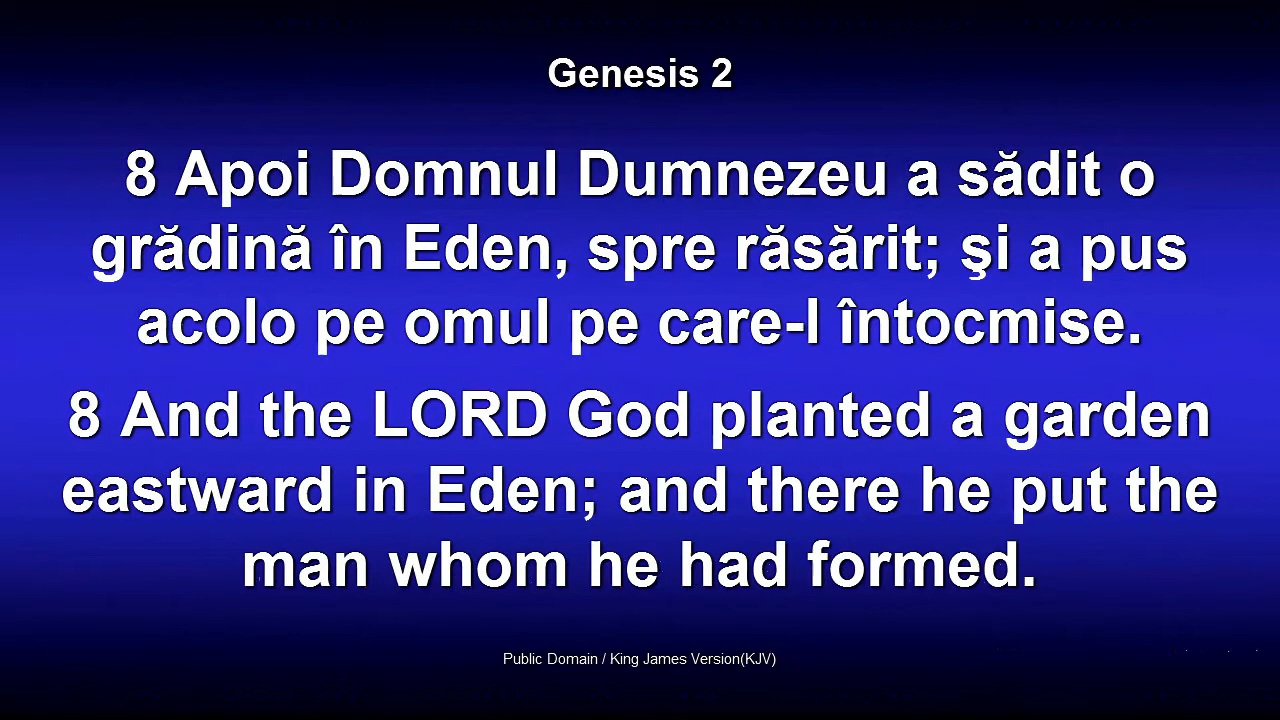 Genesis 2
8 Apoi Domnul Dumnezeu a sădit o
grădină în Eden, spre răsărit; şi a pus
acolo pe omul pe care-l întocmise.
8 And the LORD God planted a garden
eastward in Eden; and there he put the
man whom he had formed.
Public Domain / King James Version(KJV)